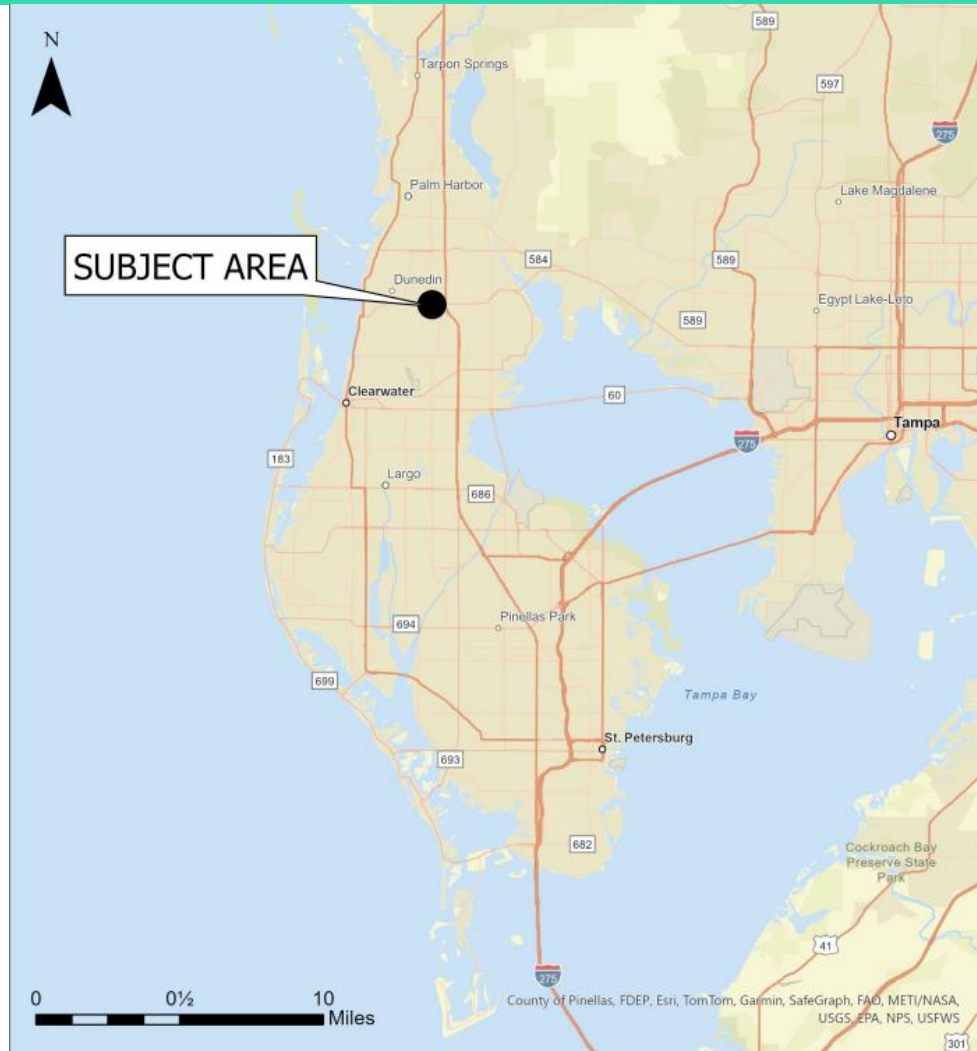 N
589
Tarpon Springs
597
275
Palm Harbor
Lake Magdalene
SUBJECT AREA
584
589
Dunedin
Egypt Lake-Leto
589
Clearwater
60
Tampa
275
183
Largo
686
Pinellas Park
694
699
Tampa Bay
St. Petersburg
693
682
Cockroach Bay
Preserve State
Park
41
275
0 0½ 10
Miles
County of Pinellas, FDEP, Esri, TomTom, Garmin, SafeGraph, FAO, METI/NASA,
USGS, EPA, NPS, USFWS
301